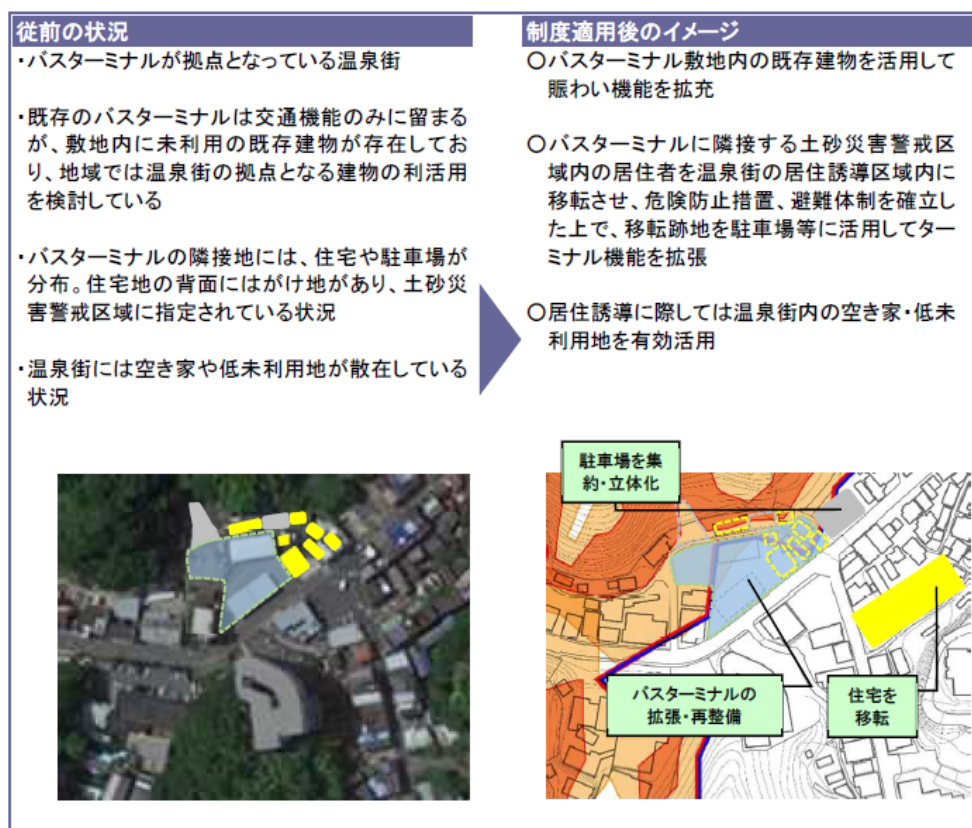 従前の状況
・バスターミナルが拠点となっている温泉街
・既存のバスターミナルは交通機能のみに留まる
が、敷地内に未利用の既存建物が存在してお
り、地域では温泉街の拠点となる建物の利活用
を検討している
・バスターミナルの隣接地には、住宅や駐車場が
分布。住宅地の背面にはがけ地があり、土砂災
害警戒区域に指定されている状況
・温泉街には空き家や低未利用地が散在している
状況
制度適用後のイメージ
〇バスターミナル敷地内の既存建物を活用して
賑わい機能を拡充
〇バスターミナルに隣接する土砂災害警戒区
域内の居住者を温泉街の居住誘導区域内に
移転させ、危険防止措置、避難体制を確立し
た上で、移転跡地を駐車場等に活用してター
ミナル機能を拡張
〇居住誘導に際しては温泉街内の空き家・低未
利用地を有効活用
駐車場を集
約・立体化
バスターミナルの
拡張・再整備
住宅を
移転